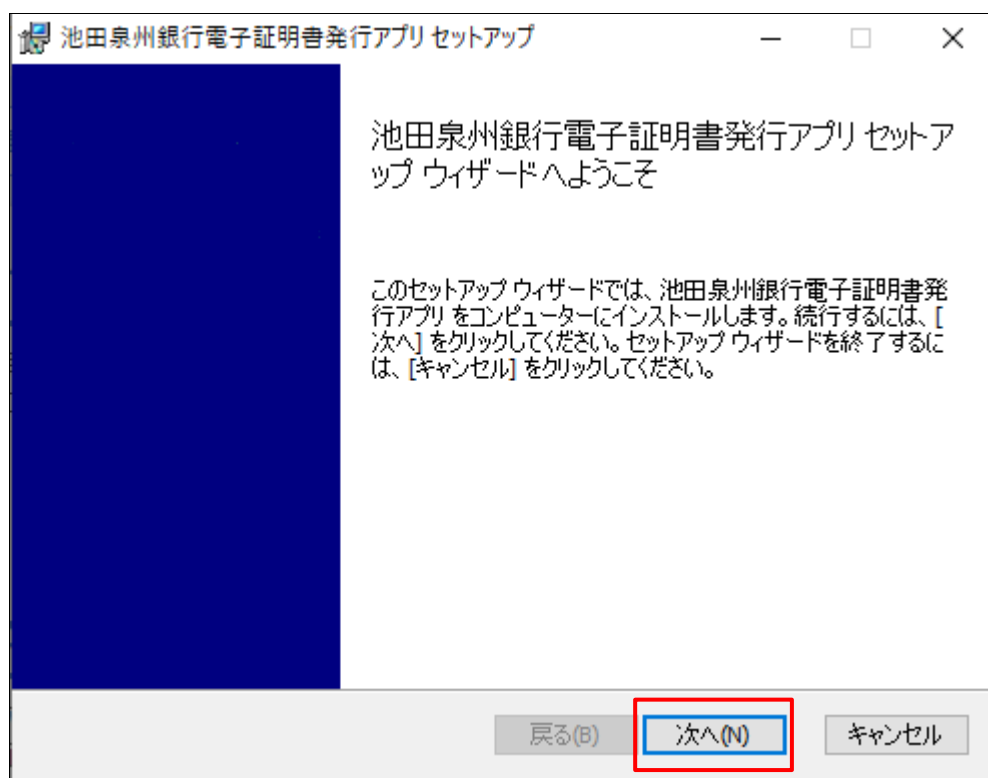 池田泉州銀行電子証明書発行アプリ セットアップ
池田泉州銀行電子証明書発行アプリ セットア
ップ ウィザード へようこそ
このセットアップ ウィザードでは、池田泉州銀行電子証明書発
行アプリ をコンピューターにインストールします。続行するには、[
次へ] をクリックしてください。セットアップ ウィザードを終了するに
は、[キャンセル] をクリックしてください。
戻る(B) 次へ(N) キャンセル